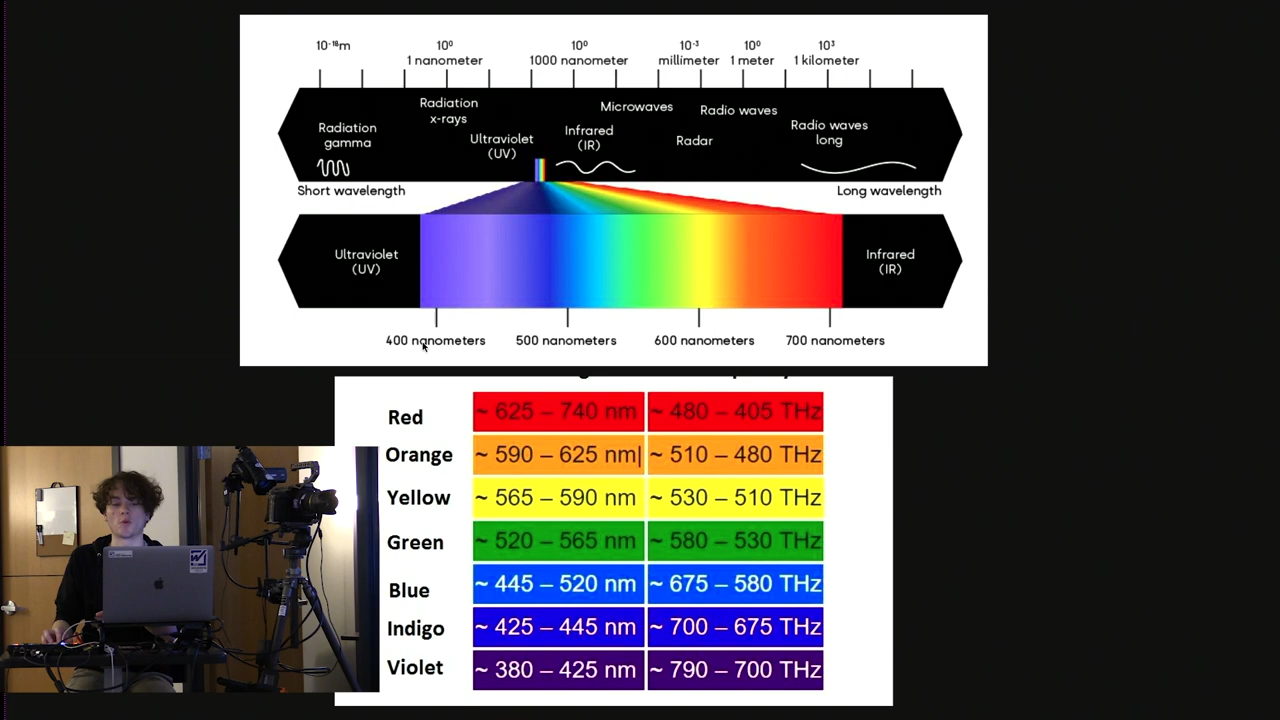 10⁻¹⁸m
10⁰ 10⁰ 10⁻³ 10⁰ 10³
1 nanometer 1000 nanometer millimeter 1 meter 1 kilometer
Radiation
x-rays
Microwaves
Radio waves
Radiation
gamma
Ultraviolet
(UV)
Infrared
(IR)
Radar
Radio waves
long
Short wavelength
Long wavelength
Ultraviolet
(UV)
Infrared
(IR)
400 nanometers 500 nanometers 600 nanometers 700 nanometers
Red ~ 625 – 740 nm ~ 480 – 405 THz
Orange ~ 590 – 625 nm| ~ 510 – 480 THz
Yellow ~ 565 – 590 nm ~ 530 – 510 THz
Green ~ 520 – 565 nm ~ 580 – 530 THz
Blue ~ 445 – 520 nm ~ 675 – 580 THz
Indigo ~ 425 – 445 nm ~ 700 – 675 THz
Violet ~ 380 – 425 nm ~ 790 – 700 THz